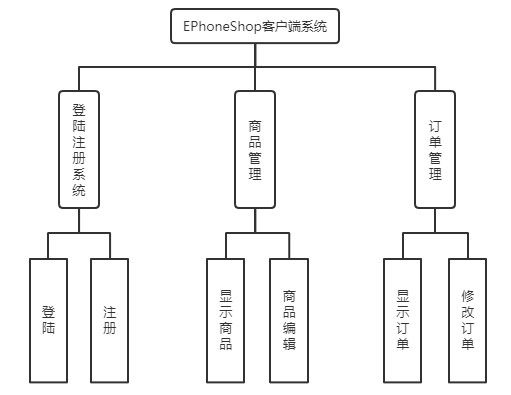 EPhoneShop客户端系统
登陆注册系统
商品管理
订单管理
登陆
注册
显示商品
商品编辑
显示订单
修改订单